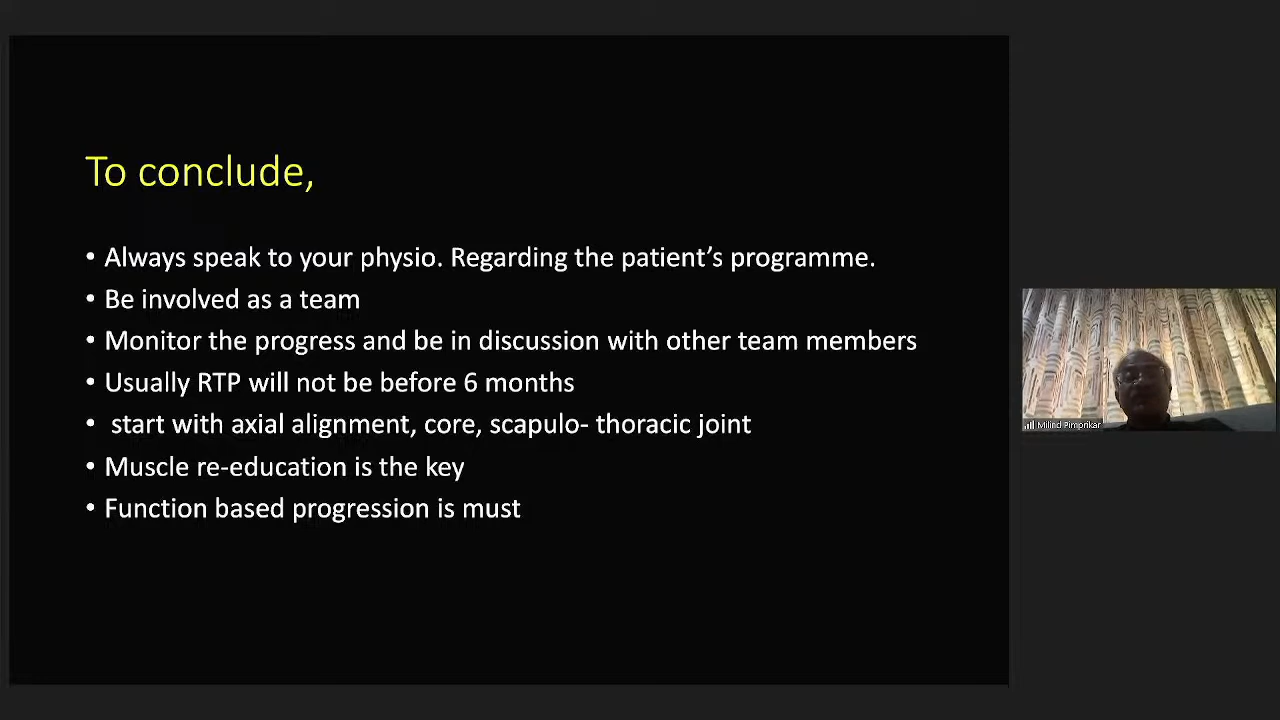 To conclude,
• Always speak to your physio. Regarding the patient’s programme.
• Be involved as a team
• Monitor the progress and be in discussion with other team members
• Usually RTP will not be before 6 months
• start with axial alignment, core, scapulo- thoracic joint
• Muscle re-education is the key
• Function based progression is must
Milind Pimprikar